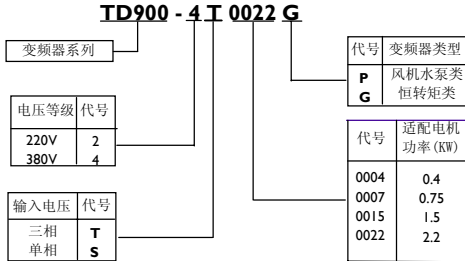 TD900 - 4 T 0022 G
变频器系列
代号 变频器类型
P 风机水泵类
G 恒转矩类
电压等级 代号
220V 2
380V 4
代号 适配电机功率(KW)
0004 0.4
0007 0.75
0015 1.5
0022 2.2
输入电压 代号
三相 T
单相 S